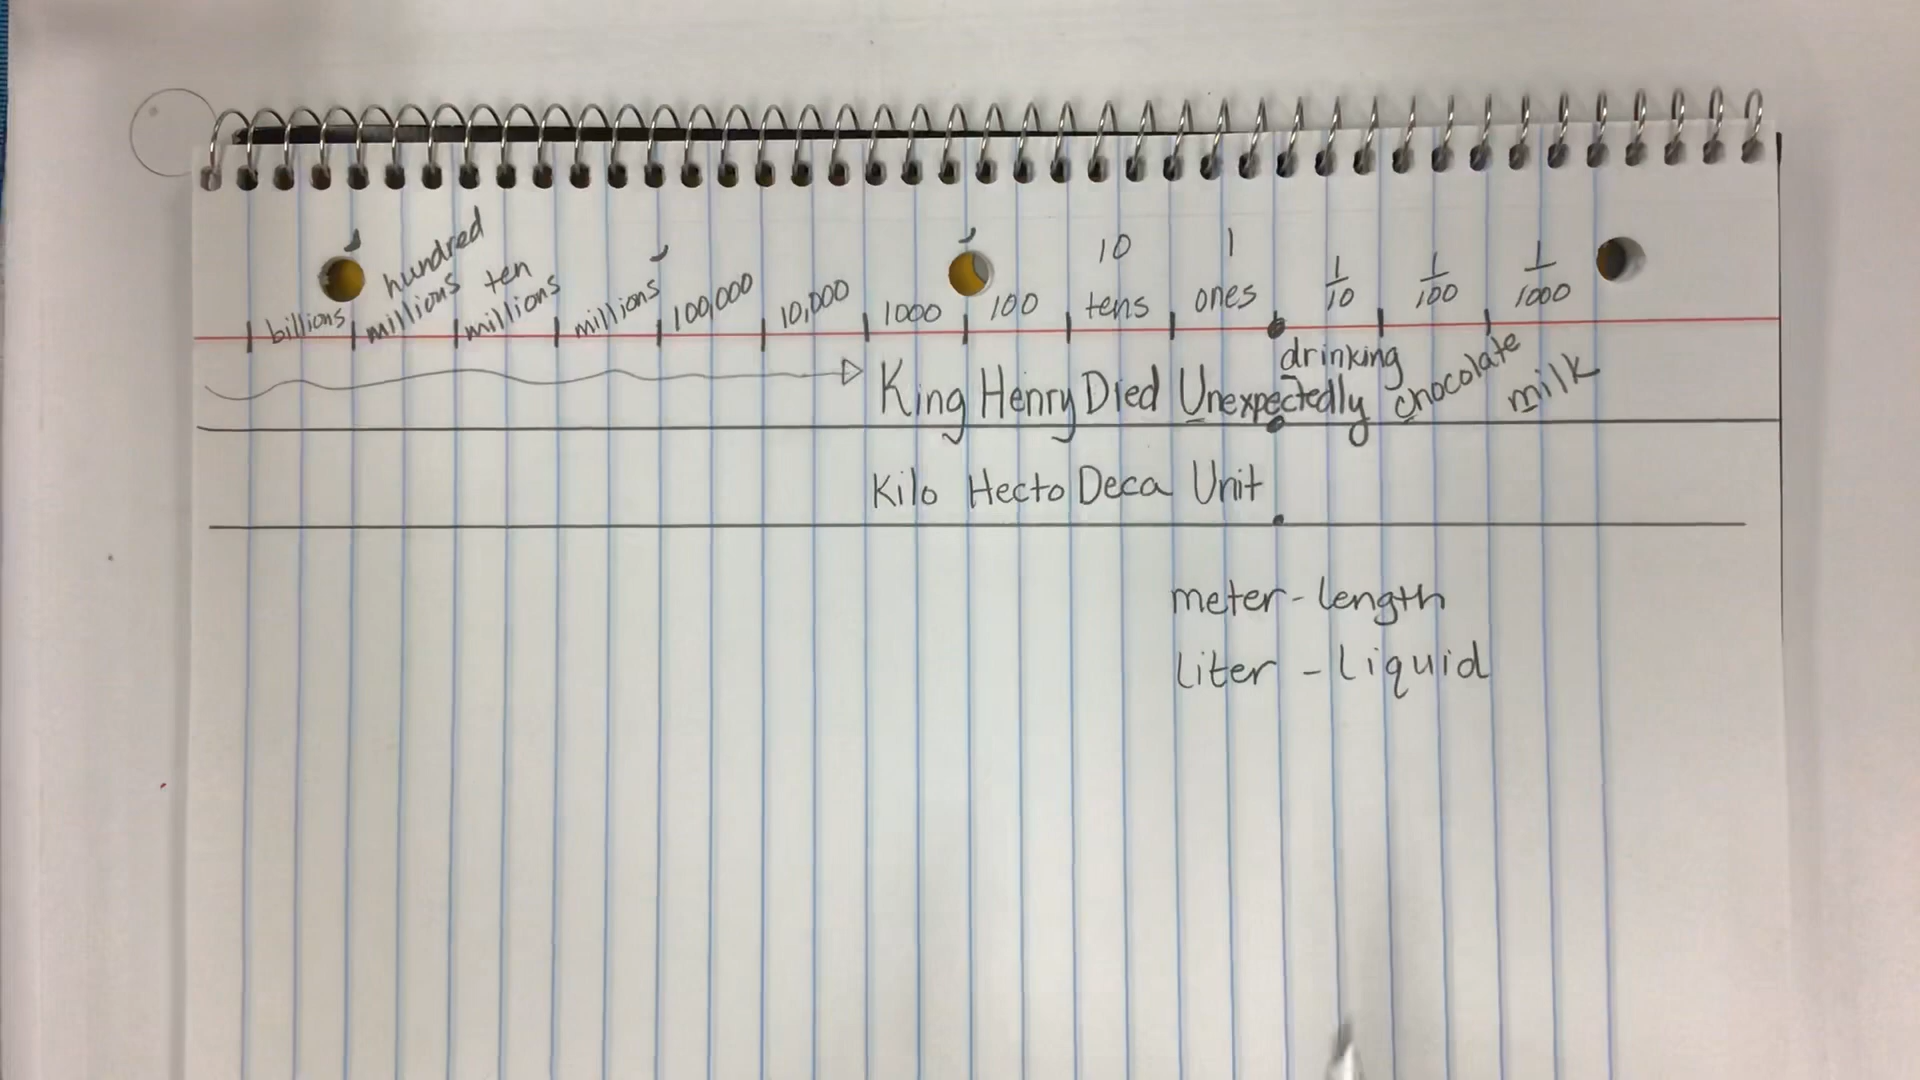 hundred
billions millions ten millions millions 100,000 10,000 1000 100 10 tens 1 ones 1/10 1/100 1/1000
King Henry Died Unexpectedly drinking chocolate milk
Kilo Hecto Deca Unit
meter - length
liter - liquid